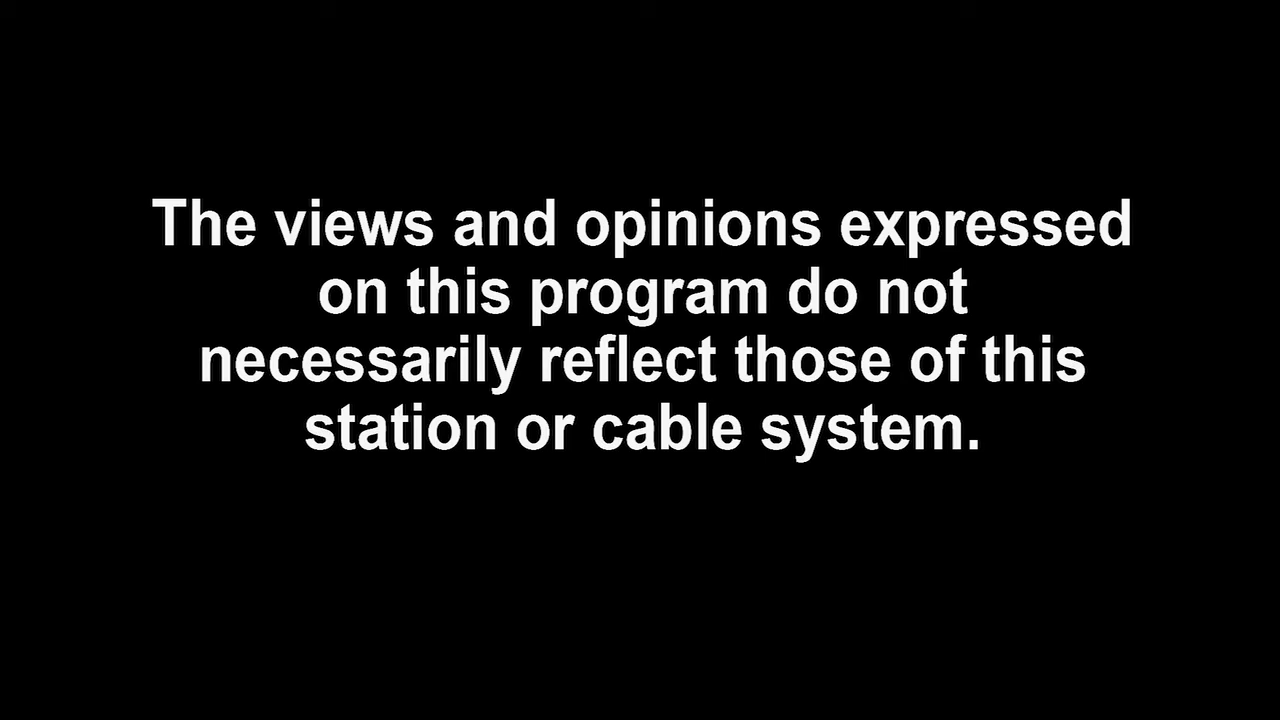 The views and opinions expressed
on this program do not
necessarily reflect those of this
station or cable system.